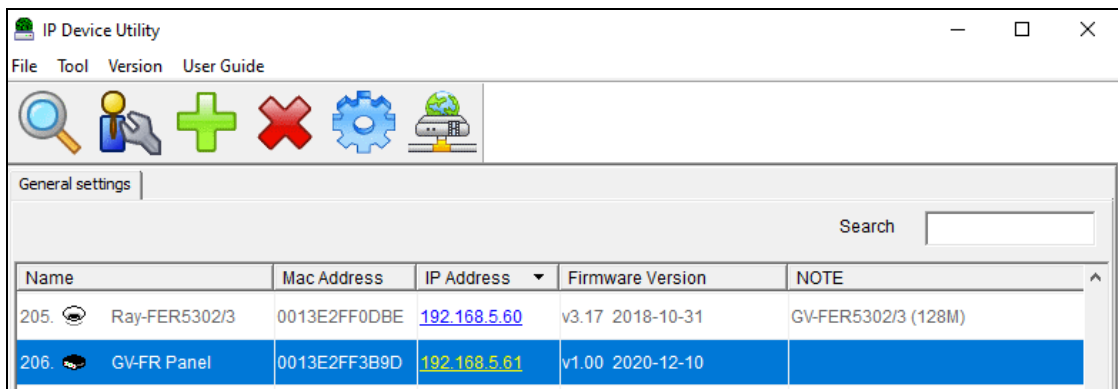 IP Device Utility
File Tool Version User Guide
General settings
Search
Name Mac Address IP Address Firmware Version NOTE
205. Ray-FER5302/3 0013E2FF0DBE 192.168.5.60 v3.17 2018-10-31 GV-FER5302/3 (128M)
206. GV-FR Panel 0013E2FF3B9D 192.168.5.61 v1.00 2020-12-10